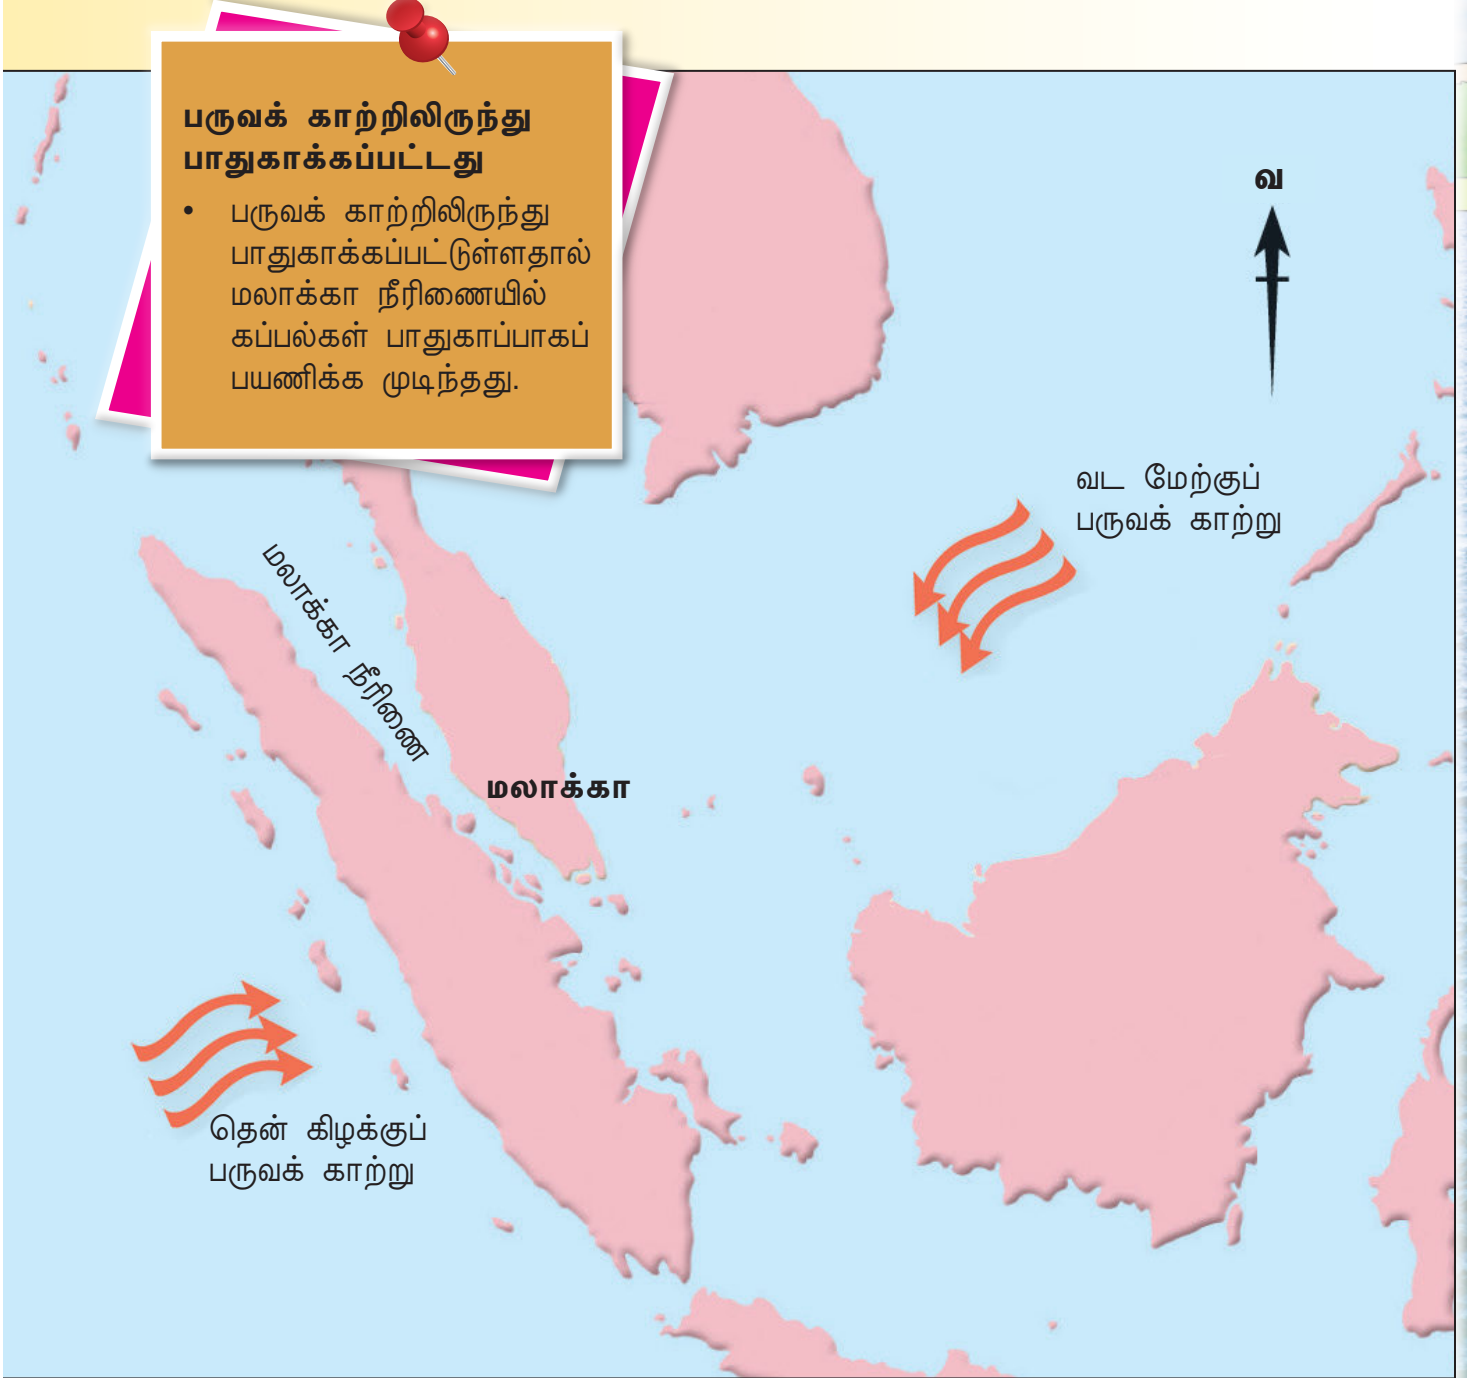 பருவக் காற்றிலிருந்து
பாதுகாக்கப்பட்டது
• பருவக் காற்றிலிருந்து
பாதுகாக்கப்பட்டுள்ளதால்
மலாக்கா நீரிணையில்
கப்பல்கள் பாதுகாப்பாகப்
பயணிக்க முடிந்தது.
வ
வட மேற்குப்
பருவக் காற்று
மலாக்கா நீரிணை
மலாக்கா
தென் கிழக்குப்
பருவக் காற்று